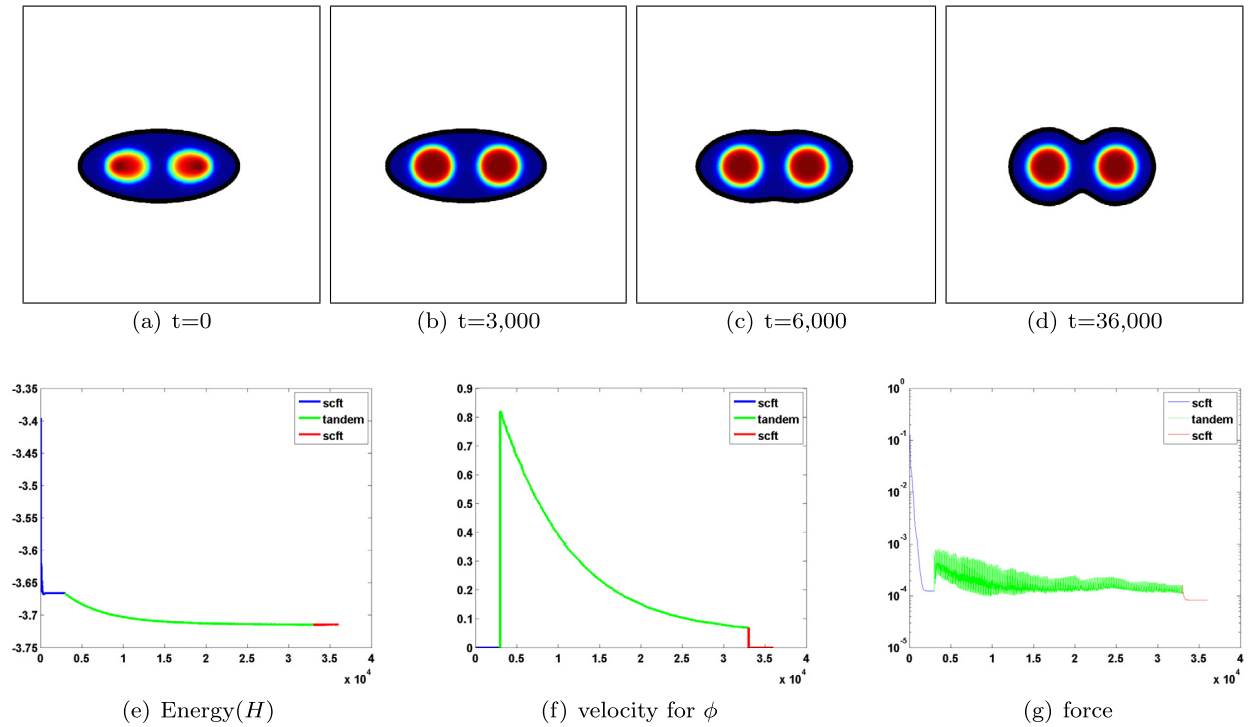 (a) t=0
(b) t=3,000
(c) t=6,000
(d) t=36,000
-3.35
-3.4
-3.45
-3.5
-3.55
-3.6
-3.65
-3.7
-3.75
0 0.5 1 1.5 2 2.5 3 3.5 4
x 10^4
scft
tandem
scft
(e) Energy(H)
0.9
0.8
0.7
0.6
0.5
0.4
0.3
0.2
0.1
0
0 0.5 1 1.5 2 2.5 3 3.5 4
x 10^4
scft
tandem
scft
(f) velocity for ϕ
10^0
10^-1
10^-2
10^-3
10^-4
10^-5
0 0.5 1 1.5 2 2.5 3 3.5 4
x 10^4
scft
tandem
scft
(g) force